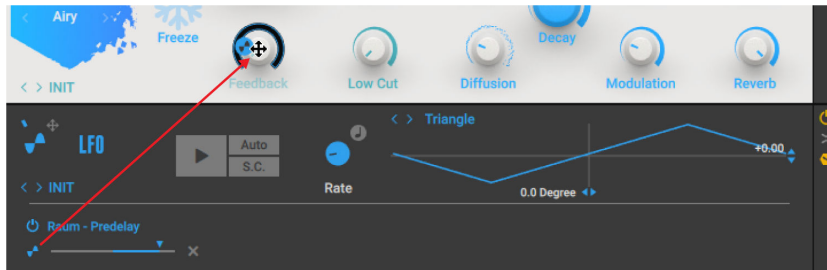 Airy
Freeze
Decay
Feedback
Low Cut
Diffusion
Modulation
Reverb
< > INIT
LFO
Auto
S.C.
Rate
< > Triangle
+0.00
0.0 Degree
< > INIT
Raum - Predelay